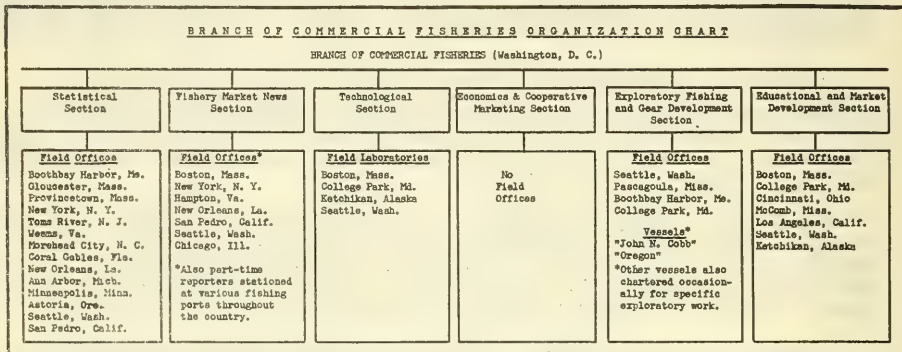 BRANCH OF COMMERCIAL FISHERIES ORGANIZATION CHART
BRANCH OF COMMERCIAL FISHERIES (Washington, D. C.)
Statistical
Section
Field Offices
Boothbay Harbor, Me.
Gloucester, Mass.
Provincetown, Mass.
New York, N. Y.
Toms River, N. J.
Weems, Va.
Morehead City, N. C.
Coral Gables, Fla.
New Orleans, La.
Ann Arbor, Mich.
Minneapolis, Minn.
Astoria, Ore.
Seattle, Wash.
San Pedro, Calif.
Fishery Market News
Section
Field Offices*
Boston, Mass.
New York, N. Y.
Hampton, Va.
New Orleans, La.
San Pedro, Calif.
Seattle, Wash.
Chicago, Ill.
*Also part-time
reporters stationed
at various fishing
ports throughout
the country.
Technological
Section
Field Laboratories
Boston, Mass.
College Park, Md.
Ketchikan, Alaska
Seattle, Wash.
Economics & Cooperative
Marketing Section
No
Field
Offices
Exploratory Fishing
and Gear Development
Section
Field Offices
Seattle, Wash.
Pascagoula, Miss.
Boothbay Harbor, Me.
College Park, Md.
Vessels*
"John N. Cobb"
"Oregon"
*Other vessels also
chartered occasion-
ally for specific
exploratory work.
Educational and Market
Development Section
Field Offices
Boston, Mass.
College Park, Md.
Cincinnati, Ohio
McComb, Miss.
Los Angeles, Calif.
Seattle, Wash.
Ketchikan, Alaska